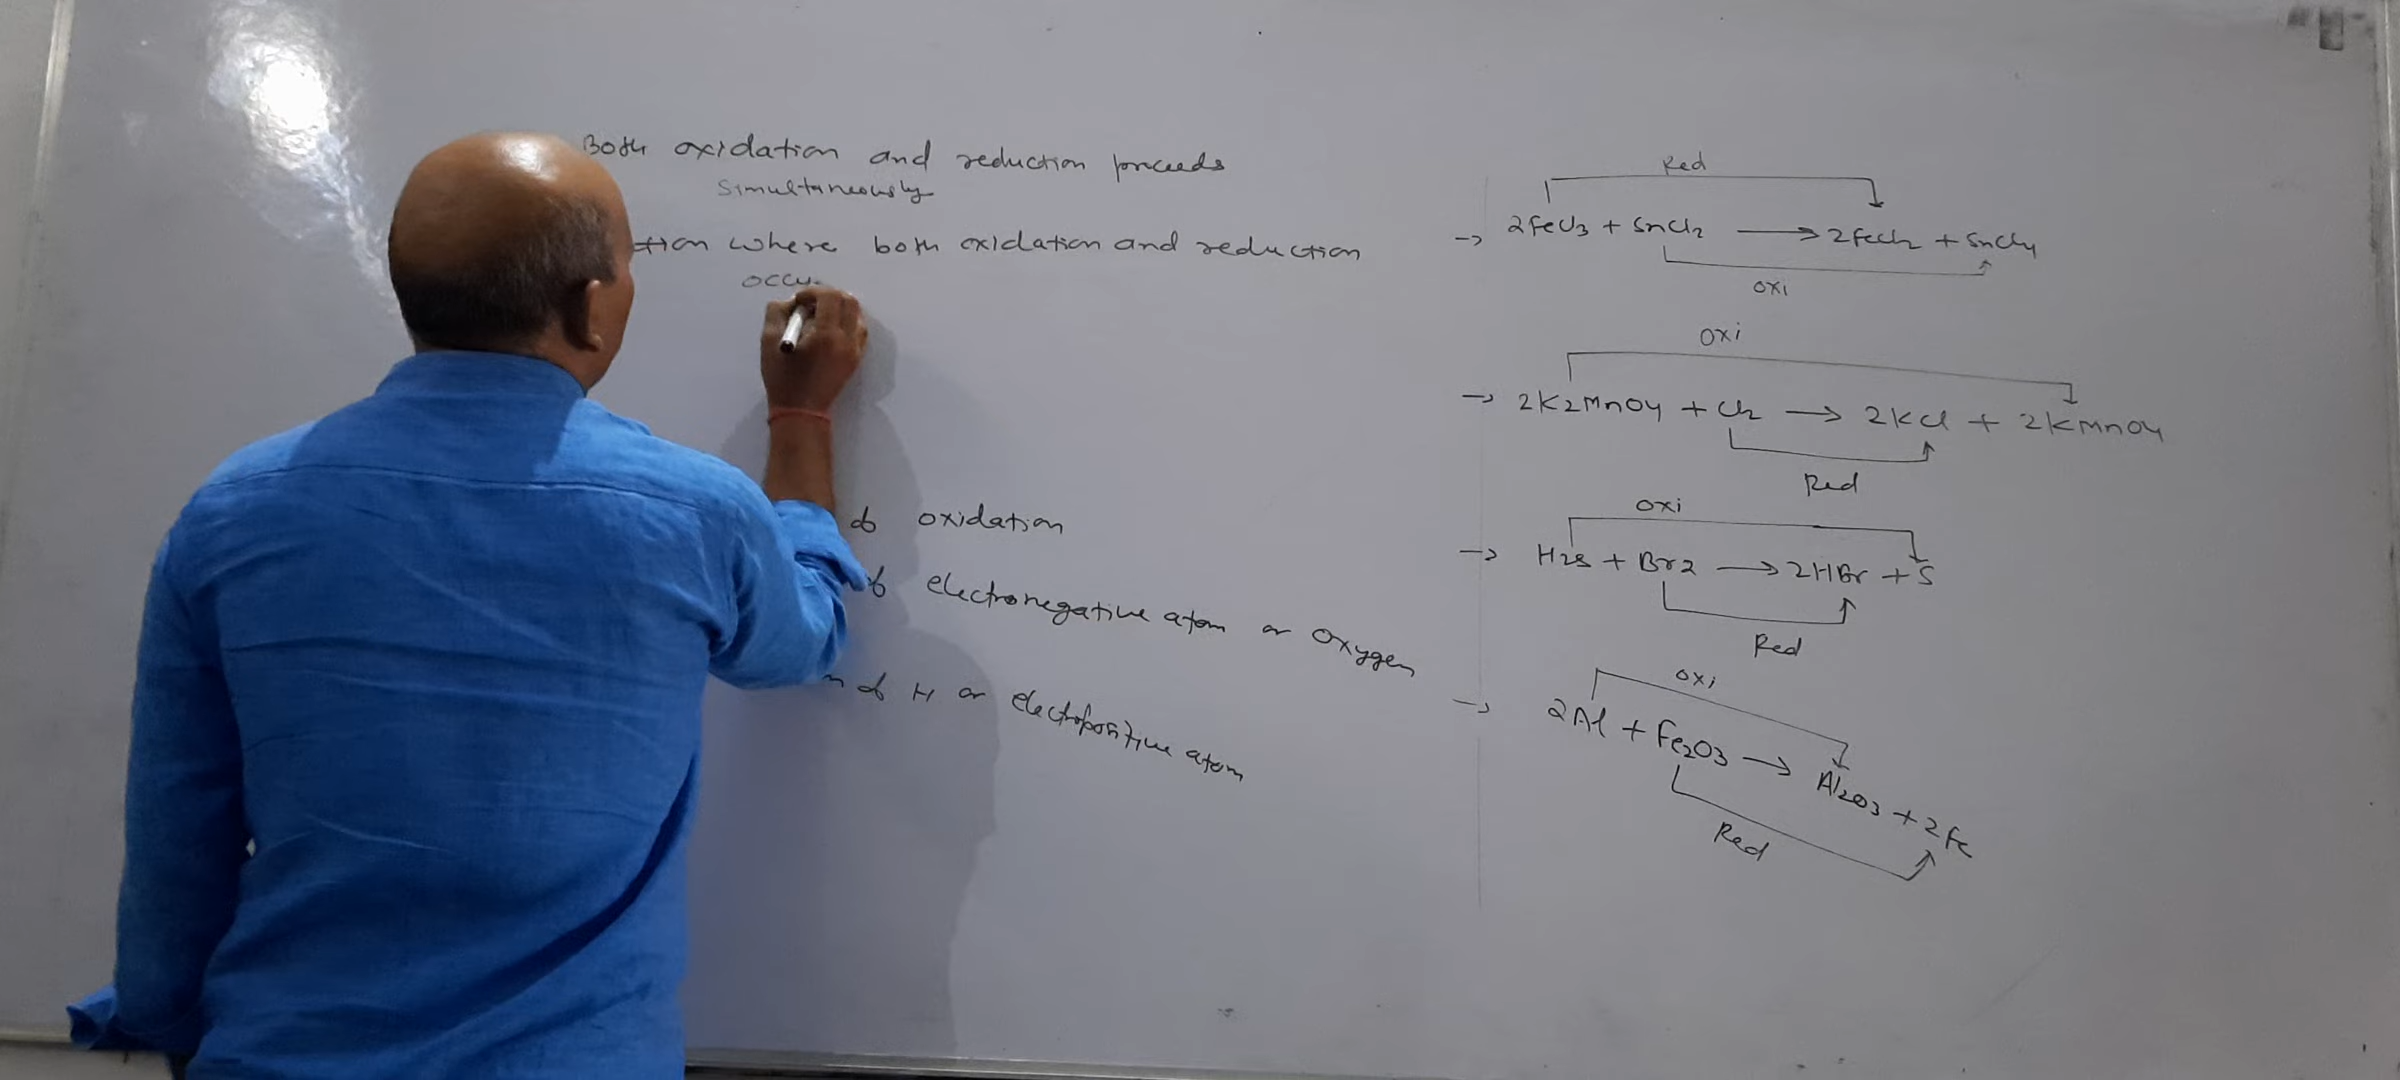 Both oxidation and reduction proceeds
simultaneously
tion where both oxidation and reduction
occu
of oxidation
of electronegative atom or oxygen
n of H or electropositive atom
Red
→ 2FeCl3 + SnCl2 → 2FeCl2 + SnCl4
oxi
oxi
→ 2K2MnO4 + Cl2 → 2KCl + 2KMnO4
Red
oxi
→ H2S + Br2 → 2HBr + S
Red
oxi
→ 2Al + Fe2O3 → Al2O3 + 2Fe
Red